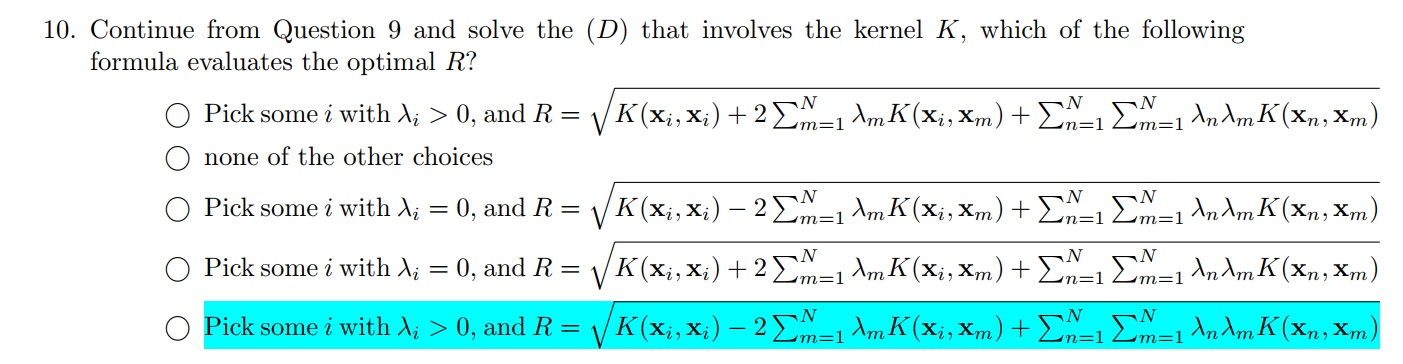 10. Continue from Question 9 and solve the (D) that involves the kernel K, which of the following
formula evaluates the optimal R?
Pick some i with λ_i > 0, and R = √(K(x_i, x_i) + 2 ∑_{m=1}^{N} λ_m K(x_i, x_m) + ∑_{n=1}^{N} ∑_{m=1}^{N} λ_n λ_m K(x_n, x_m))
none of the other choices
Pick some i with λ_i = 0, and R = √(K(x_i, x_i) − 2 ∑_{m=1}^{N} λ_m K(x_i, x_m) + ∑_{n=1}^{N} ∑_{m=1}^{N} λ_n λ_m K(x_n, x_m))
Pick some i with λ_i = 0, and R = √(K(x_i, x_i) + 2 ∑_{m=1}^{N} λ_m K(x_i, x_m) + ∑_{n=1}^{N} ∑_{m=1}^{N} λ_n λ_m K(x_n, x_m))
Pick some i with λ_i > 0, and R = √(K(x_i, x_i) − 2 ∑_{m=1}^{N} λ_m K(x_i, x_m) + ∑_{n=1}^{N} ∑_{m=1}^{N} λ_n λ_m K(x_n, x_m))